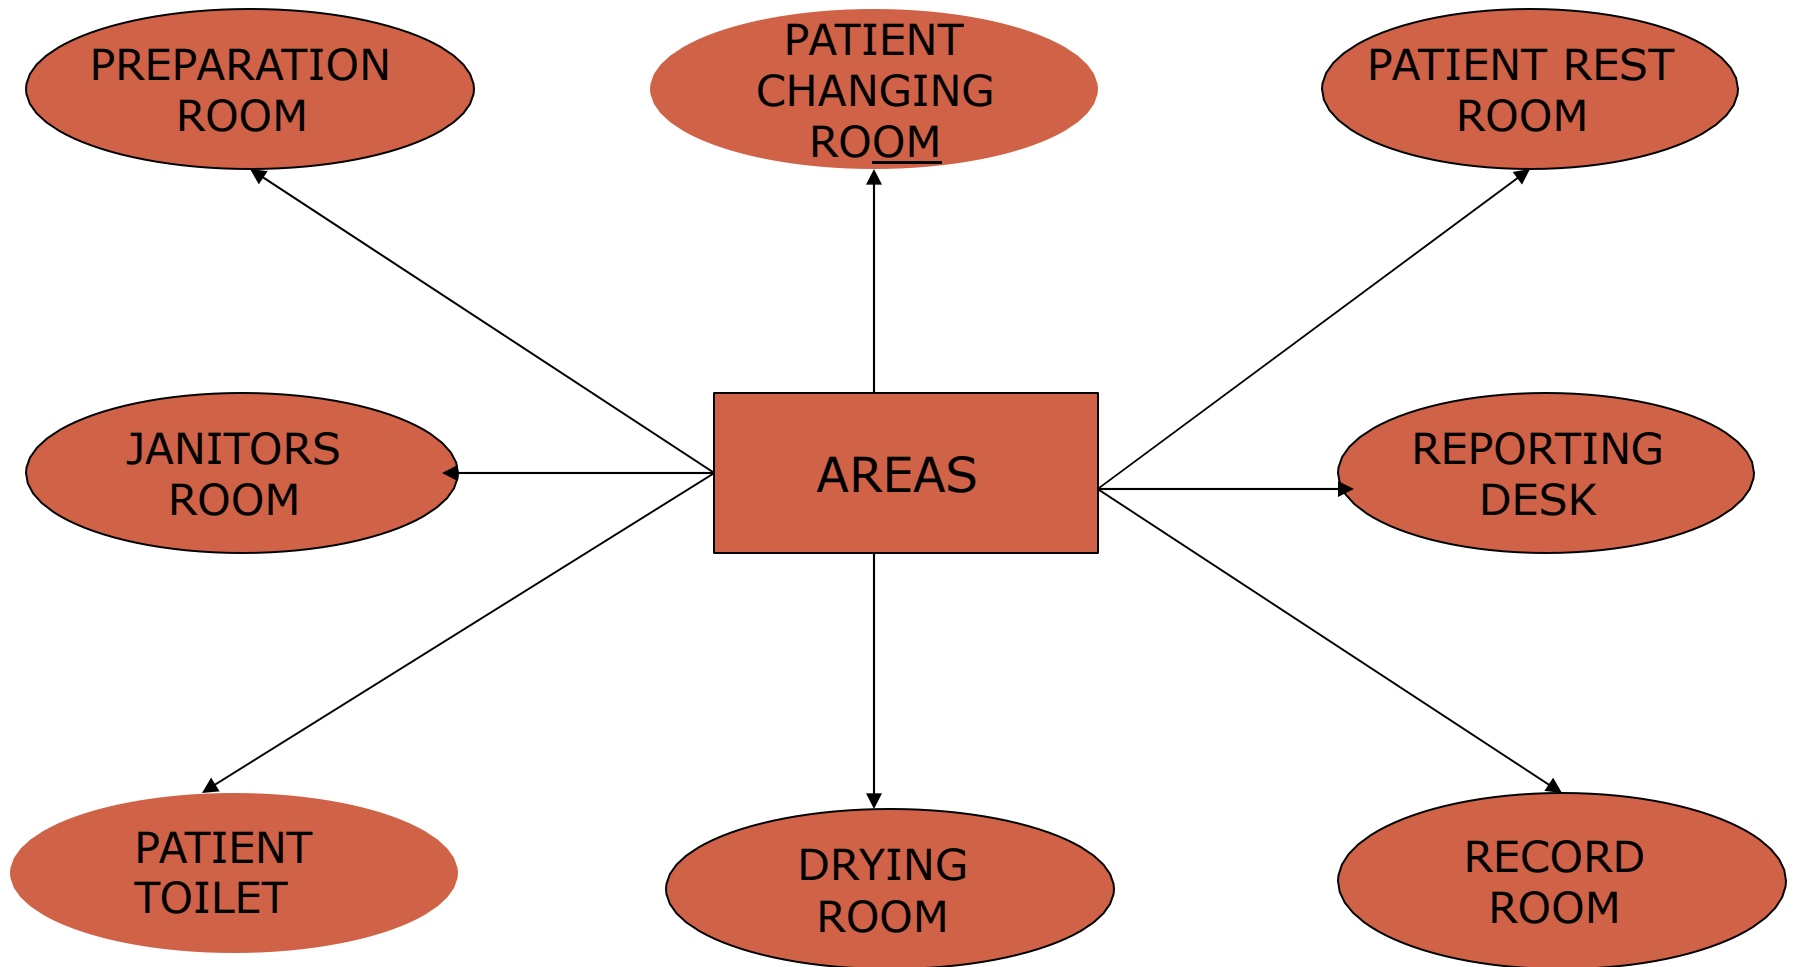 PREPARATION
ROOM
PATIENT
CHANGING
ROOM
PATIENT REST
ROOM
JANITORS
ROOM
AREAS
REPORTING
DESK
PATIENT
TOILET
DRYING
ROOM
RECORD
ROOM